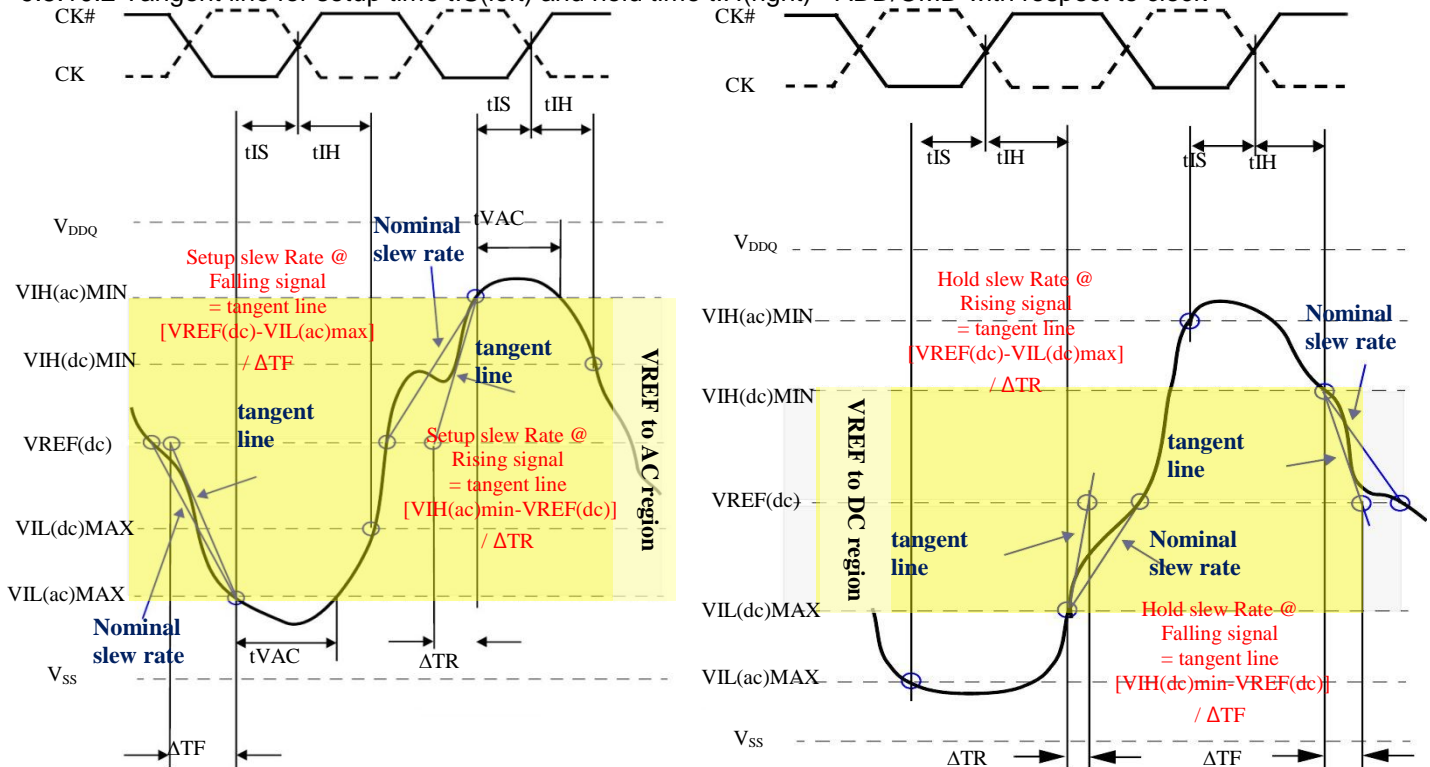 CK#
CK
tIS
tIH
tIS
tIH
VDDQ
Nominal
slew rate
tVAC
Setup slew Rate @
Falling signal
= tangent line
[VREF(dc)-VIL(ac)max]
/ ΔTF
VIH(ac)MIN
VIH(dc)MIN
tangent
line
tangent
line
VREF to AC region
VREF(dc)
Setup slew Rate @
Rising signal
= tangent line
[VIH(ac)min-VREF(dc)]
/ ΔTR
VIL(dc)MAX
VIL(ac)MAX
Nominal
slew rate
tVAC
ΔTR
VSS
ΔTF
CK#
CK
tIS
tIH
tIS
tIH
VDDQ
Hold slew Rate @
Rising signal
= tangent line
[VREF(dc)-VIL(dc)max]
/ ΔTR
VIH(ac)MIN
Nominal
slew rate
VIH(dc)MIN
VREF to DC region
tangent
line
VREF(dc)
tangent
line
Nominal
slew rate
VIL(dc)MAX
Hold slew Rate @
Falling signal
= tangent line
[VIH(dc)min-VREF(dc)]
/ ΔTF
VIL(ac)MAX
VSS
ΔTR
ΔTF